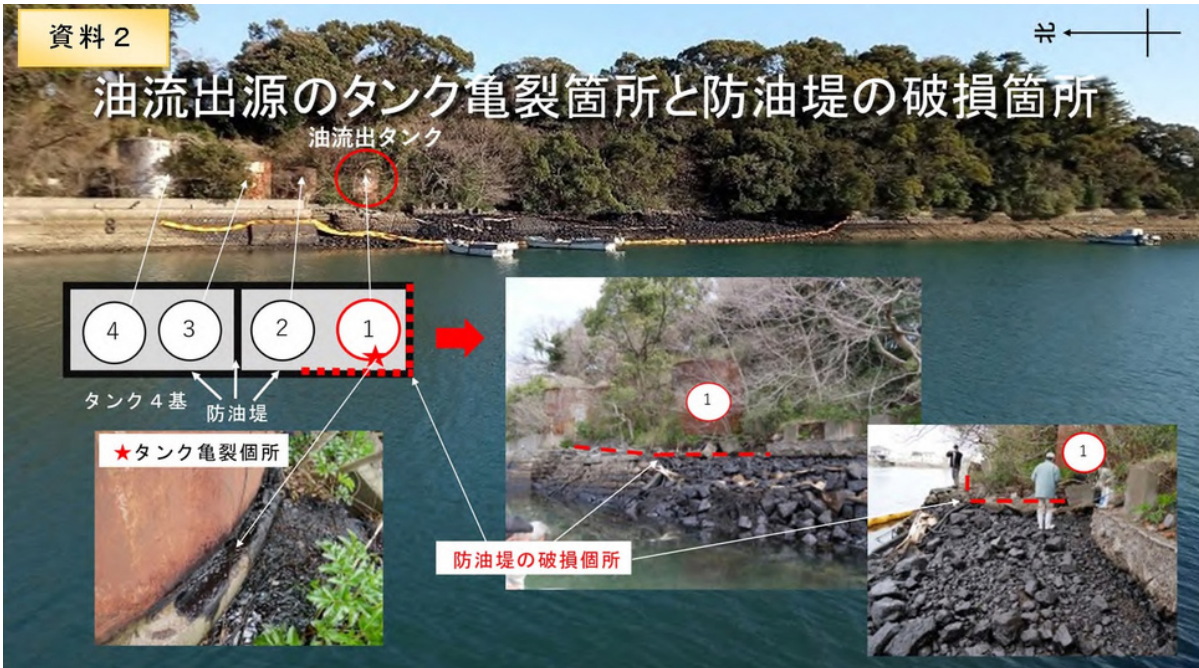 資料２
北
油流出源のタンク亀裂箇所と防油堤の破損箇所
油流出タンク
4
3
2
1
タンク４基
防油堤
★タンク亀裂個所
1
1
防油堤の破損個所